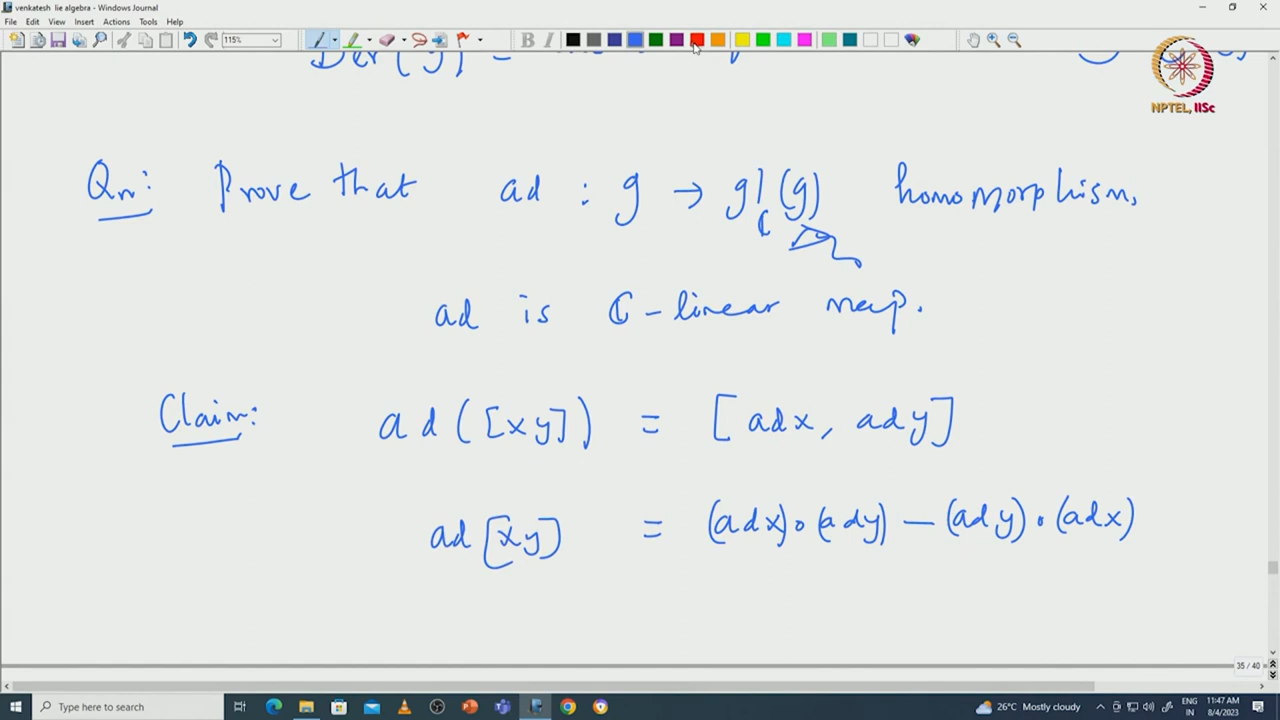 venkatesh lie algebra - Windows Journal
File Edit View Insert Actions Tools Help
115%
NPTEL, IISc
Qn: Prove that ad : g → gl_ℂ(g) homomorphism,
ad is ℂ-linear map.
Claim: ad([xy]) = [adx, ady]
ad[xy] = (adx)∘(ady) − (ady)∘(adx)
35 / 40
Type here to search
26°C Mostly cloudy
ENG
IN
11:47 AM
8/4/2023